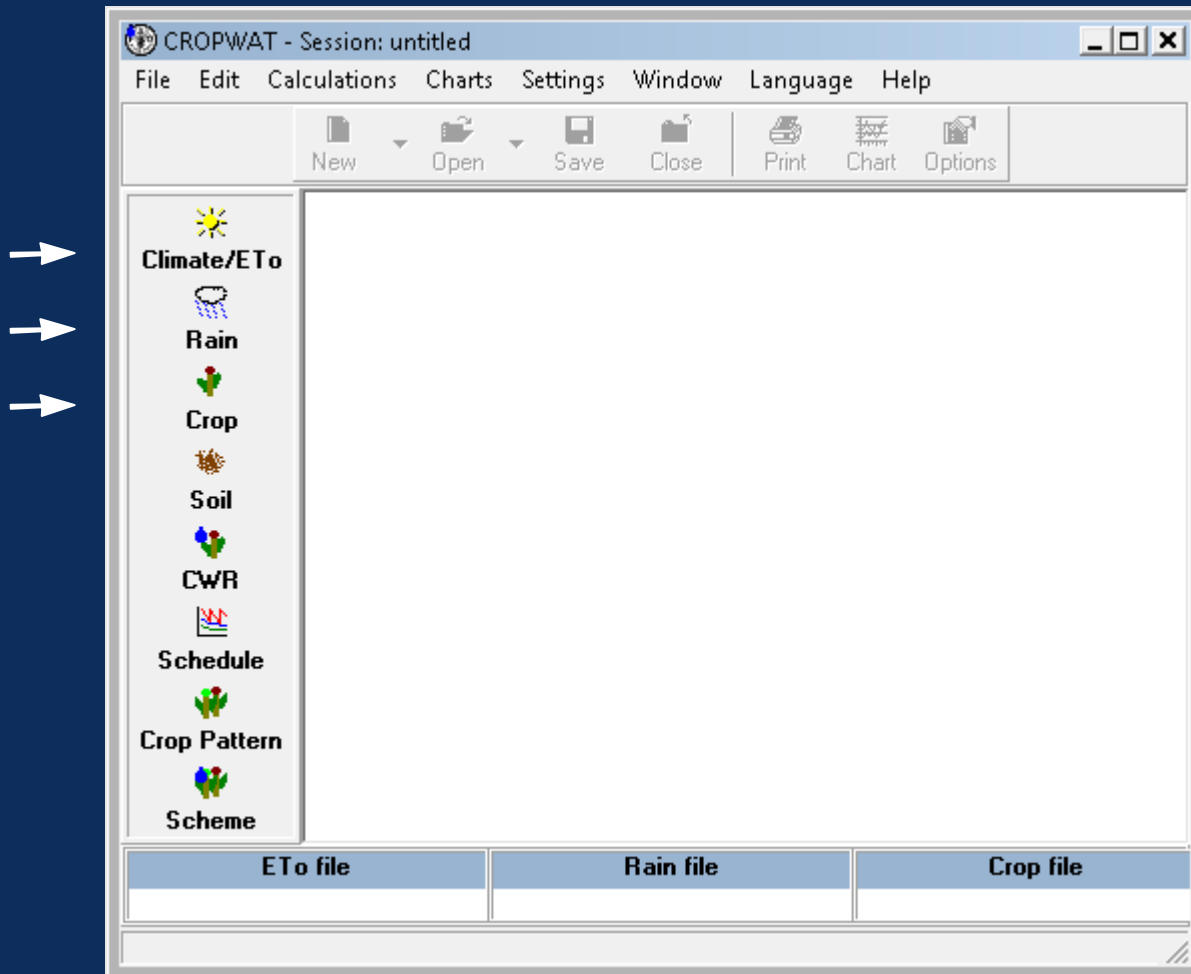 CROPWAT - Session: untitled
File Edit Calculations Charts Settings Window Language Help
New Open Save Close Print Chart Options
Climate/ETo
Rain
Crop
Soil
CWR
Schedule
Crop Pattern
Scheme
ETo file Rain file Crop file